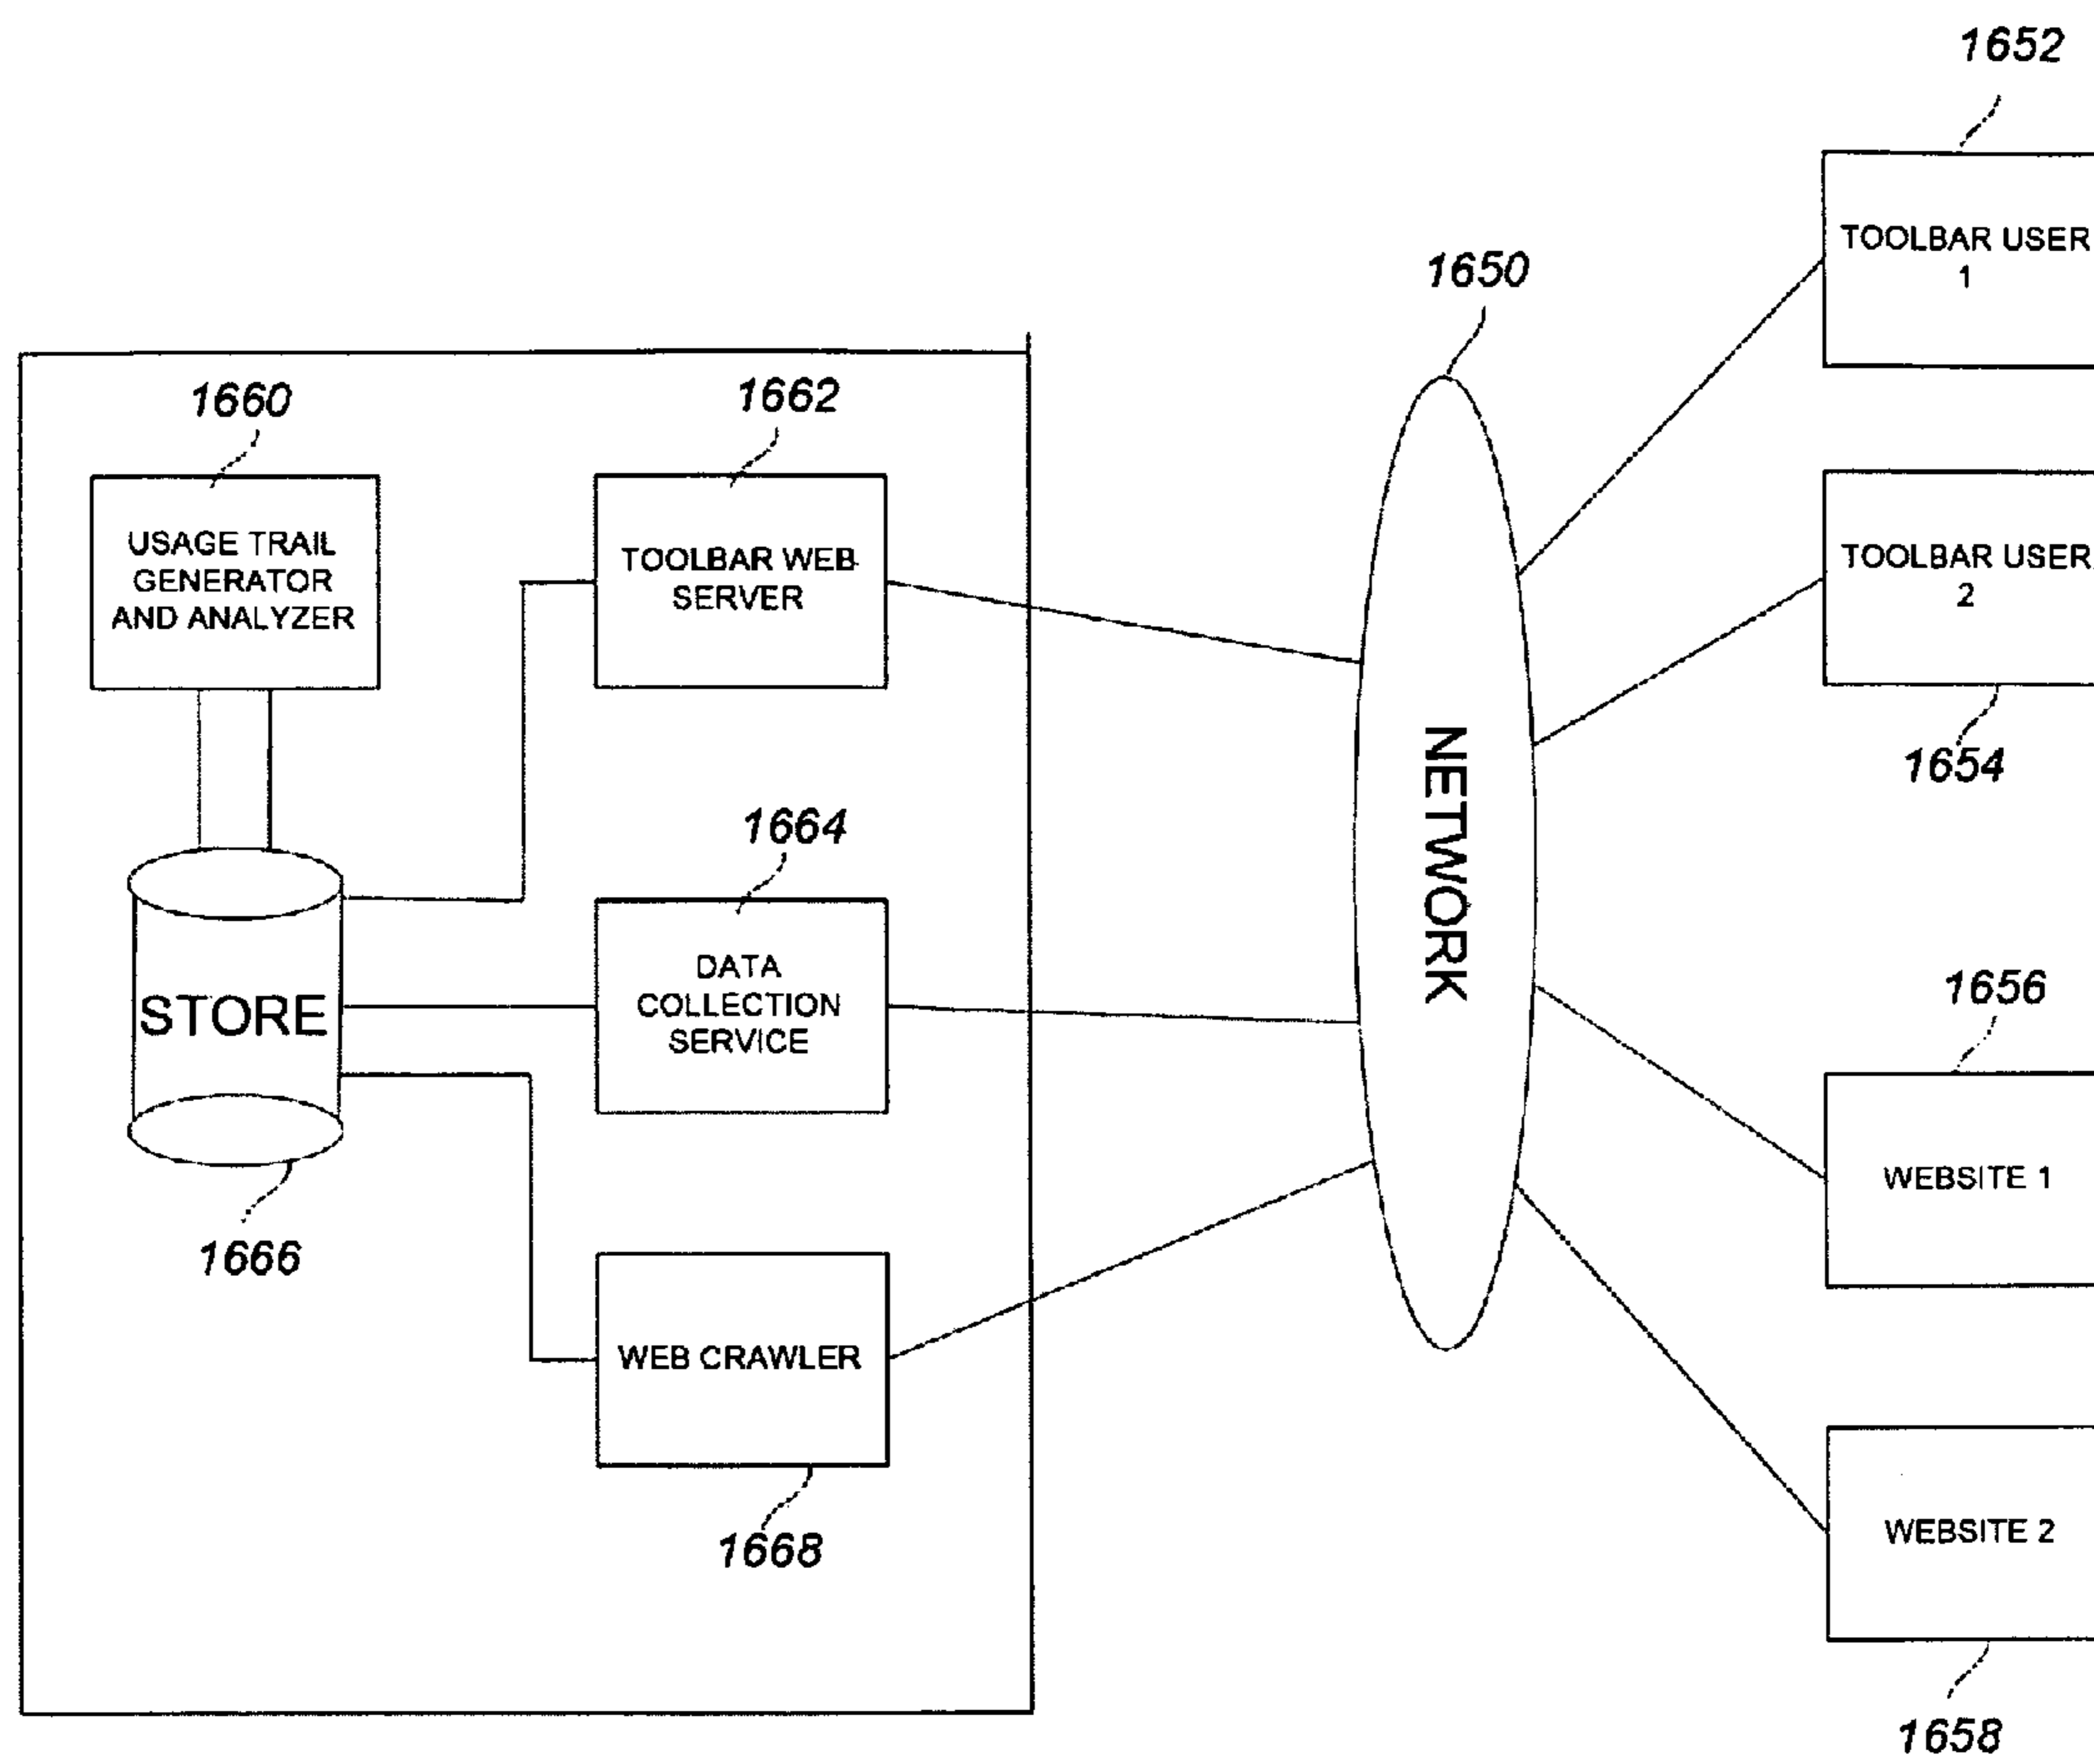 1652
TOOLBAR USER
1
1650
1660
1662
USAGE TRAIL
GENERATOR
AND ANALYZER
TOOLBAR WEB
SERVER
TOOLBAR USER
2
1654
NETWORK
1664
STORE
DATA
COLLECTION
SERVICE
1656
WEBSITE 1
1666
WEB CRAWLER
1668
WEBSITE 2
1658